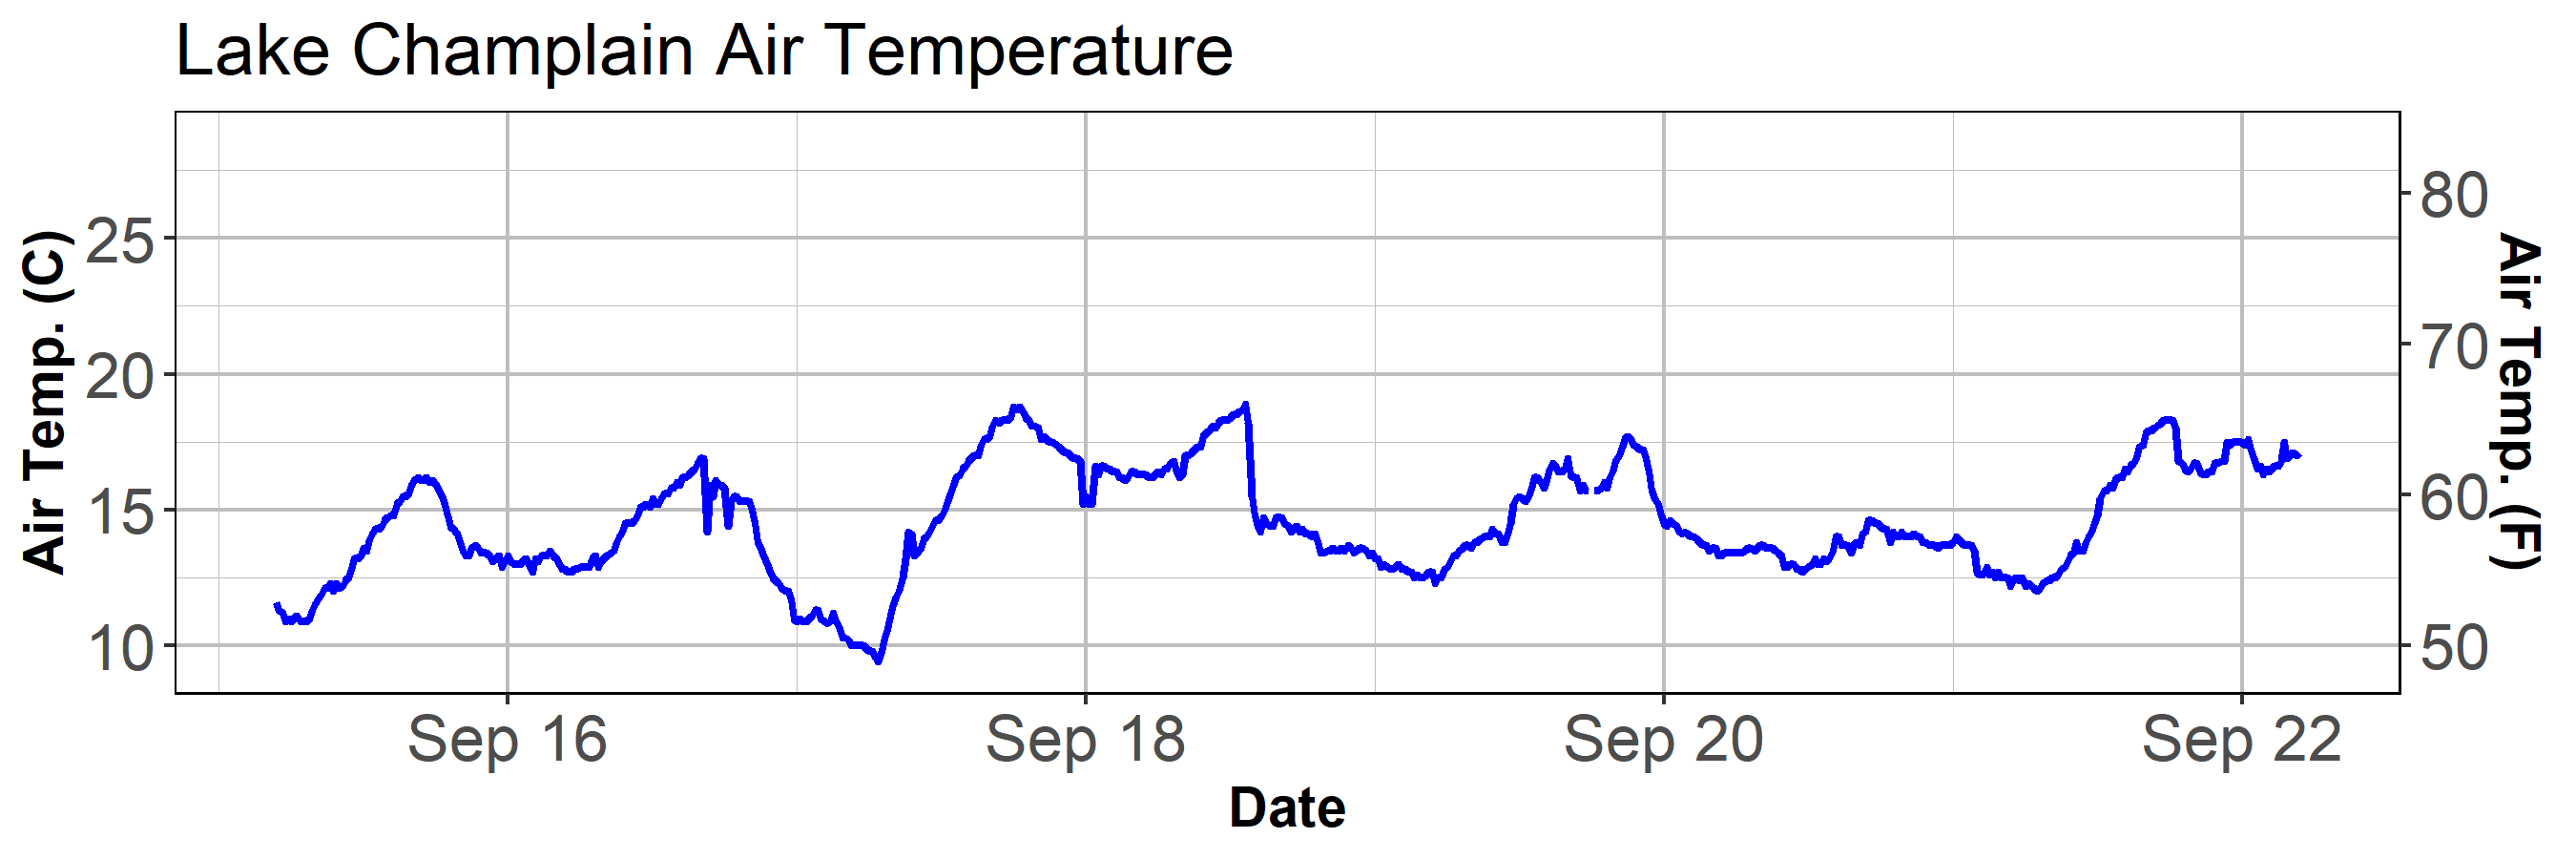 Lake Champlain Air Temperature
Air Temp. (C)
25
20
15
10
80
70
60
50
Air Temp. (F)
Sep 16
Sep 18
Sep 20
Sep 22
Date